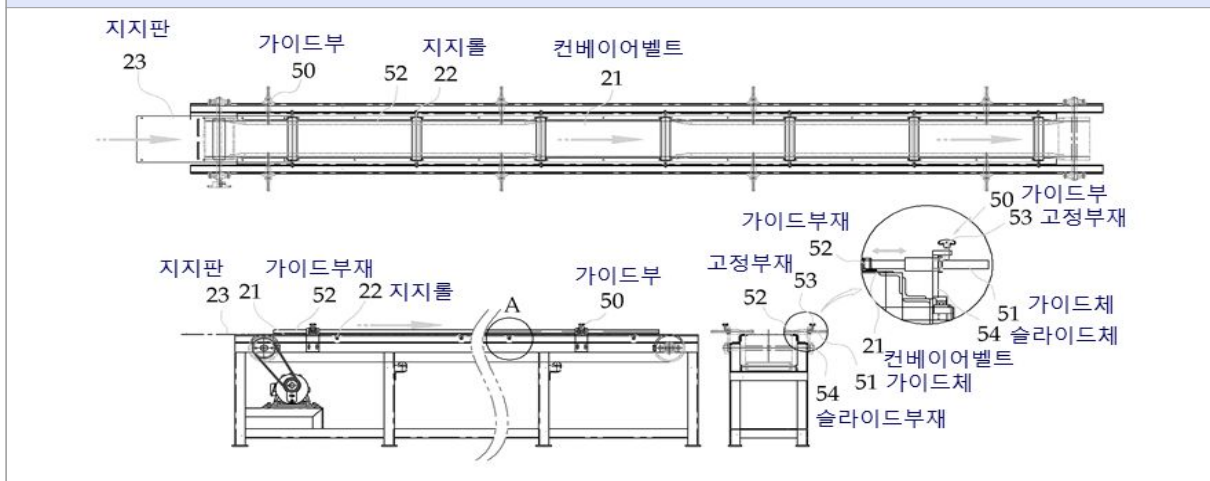 지지판
23
가이드부
50
52
지지롤
22
컨베이어벨트
21
50 가이드부
53 고정부재
가이드부재
52
51 가이드체
54 슬라이드체
지지판
23
21
가이드부재
52
22 지지롤
A
가이드부
50
고정부재
53
52
21 컨베이어벨트
51 가이드체
54
슬라이드부재